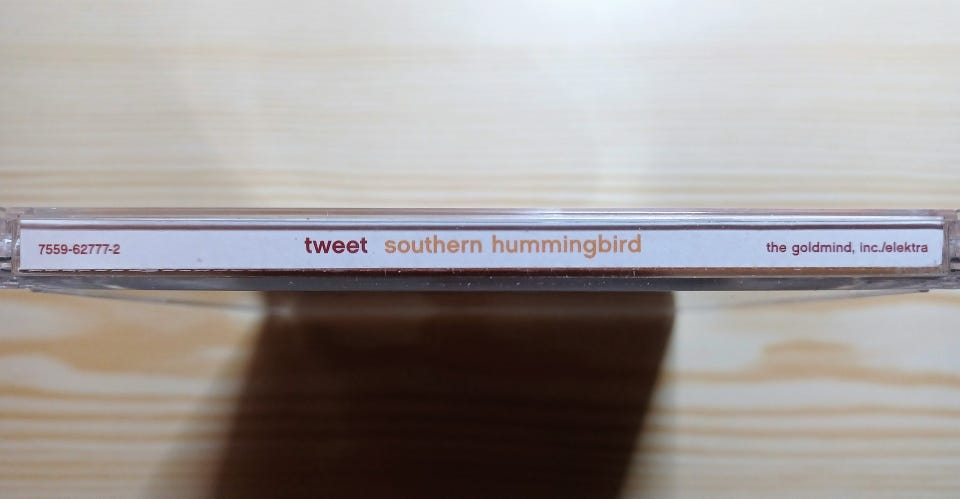 7559-62777-2 tweet southern hummingbird the goldmind, inc./elektra